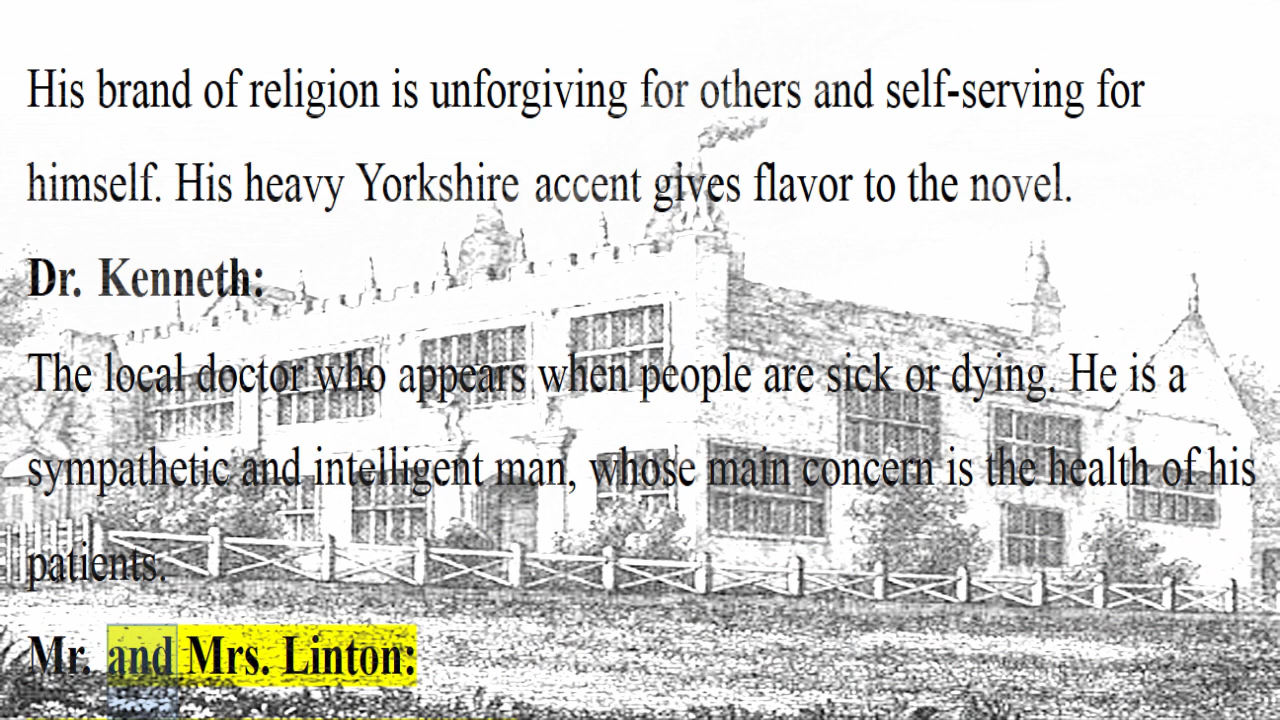 His brand of religion is unforgiving for others and self-serving for
himself. His heavy Yorkshire accent gives flavor to the novel.
Dr. Kenneth:
The local doctor who appears when people are sick or dying. He is a
sympathetic and intelligent man, whose main concern is the health of his
patients.
Mr. and Mrs. Linton: